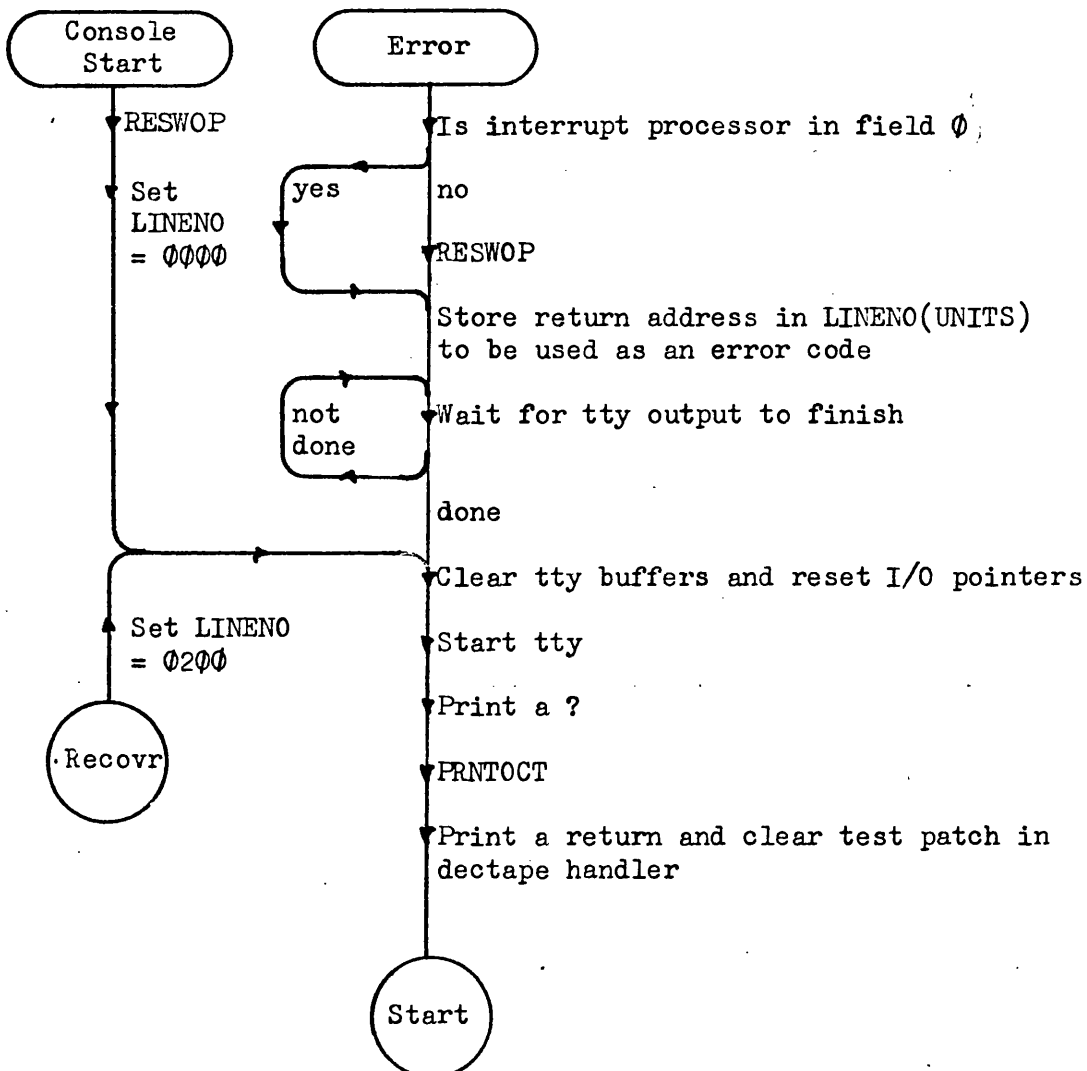 Console
Start
Error
RESWOP
Is interrupt processor in field Ø
Set
LINENO
= ØØØØ
yes
no
RESWOP
Store return address in LINENO(UNITS)
to be used as an error code
not
done
Wait for tty output to finish
done
Clear tty buffers and reset I/O pointers
Set LINENO
= Ø2ØØ
Start tty
Print a ?
Recovr
PRNTOCT
Print a return and clear test patch in
dectape handler
Start